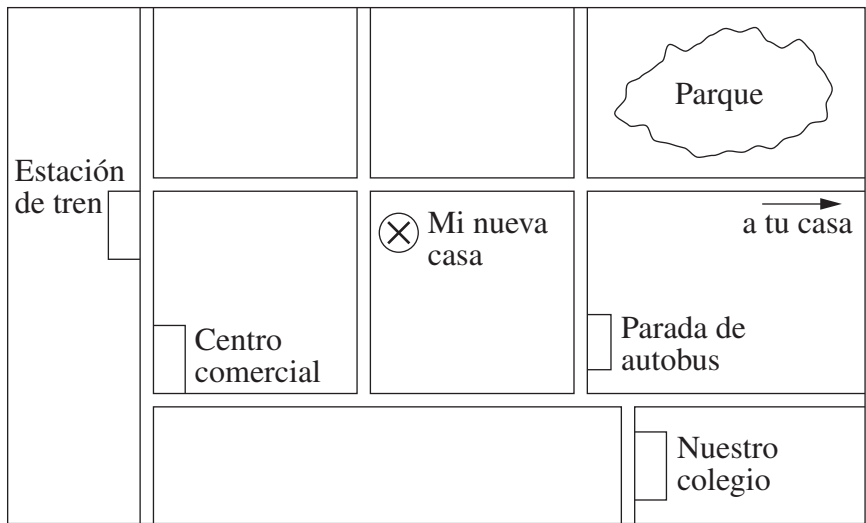 Parque
Estación
de tren
Mi nueva
casa
a tu casa
Centro
comercial
Parada de
autobus
Nuestro
colegio